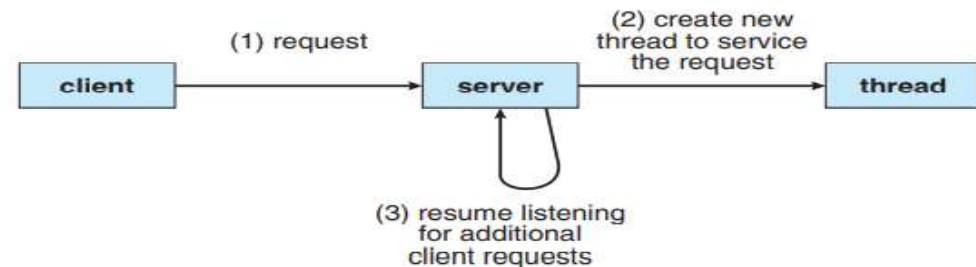 (1) request
(2) create new
thread to service
the request
client
server
thread
(3) resume listening
for additional
client requests